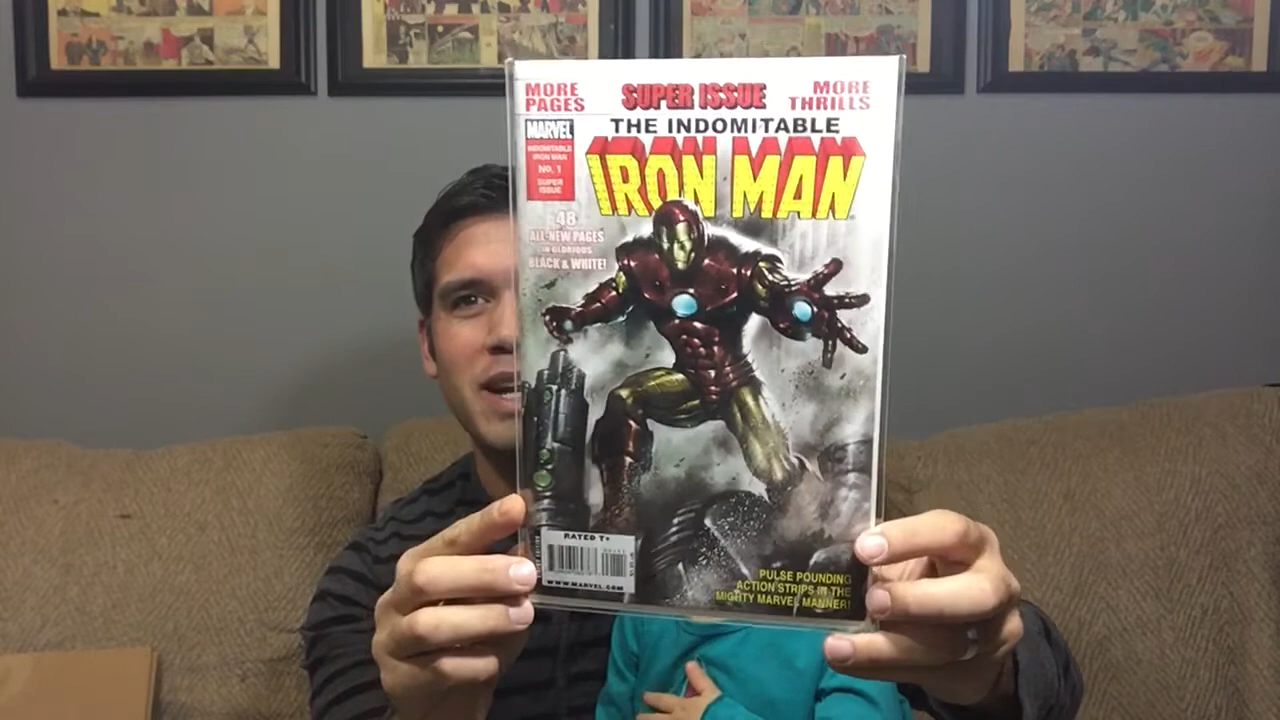 MORE
PAGES
SUPER ISSUE
MORE
THRILLS
MARVEL
INDOMITABLE
IRON MAN
NO. 1
SUPER
ISSUE
THE INDOMITABLE
IRON MAN
48
ALL-NEW PAGES
IN GLORIOUS
BLACK & WHITE!
RATED T+
WWW.MARVEL.COM
PULSE POUNDING
ACTION STRIPS IN THE
MIGHTY MARVEL MANNER!